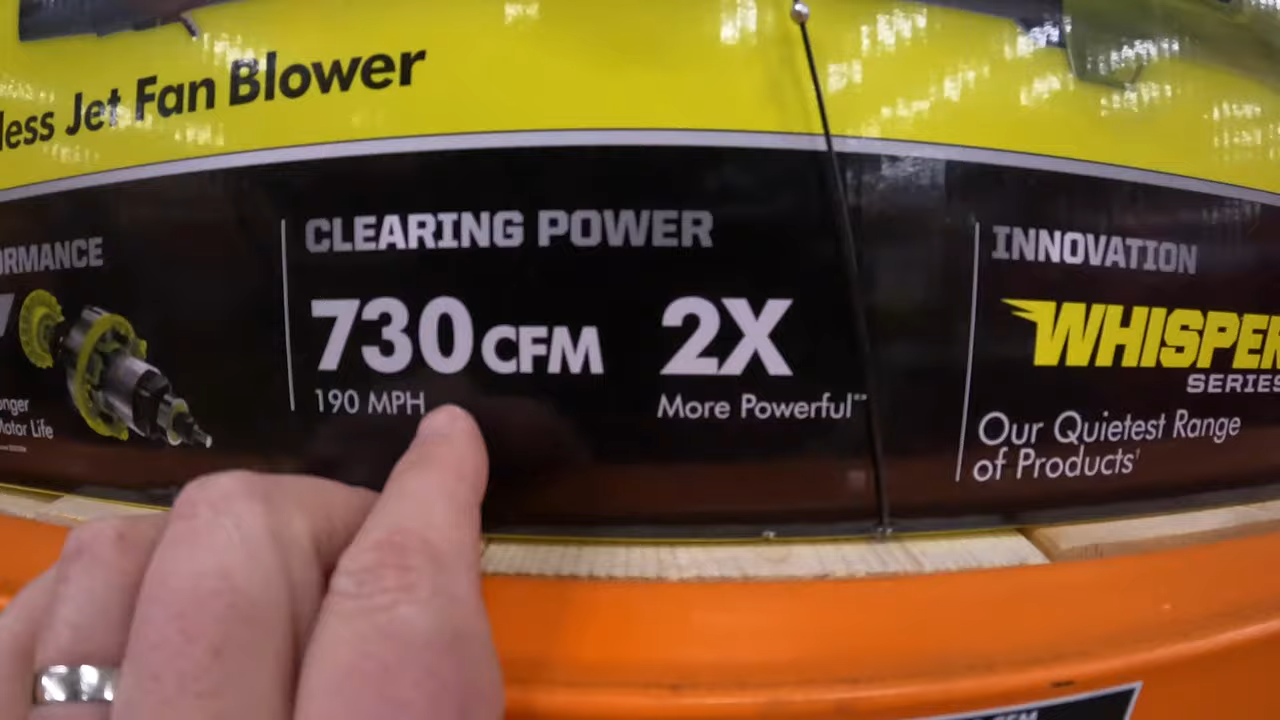 less Jet Fan Blower
ORMANCE
onger
Motor Life
CLEARING POWER
730 CFM
190 MPH
2X
More Powerful**
INNOVATION
WHISPER
SERIES
Our Quietest Range
of Products†